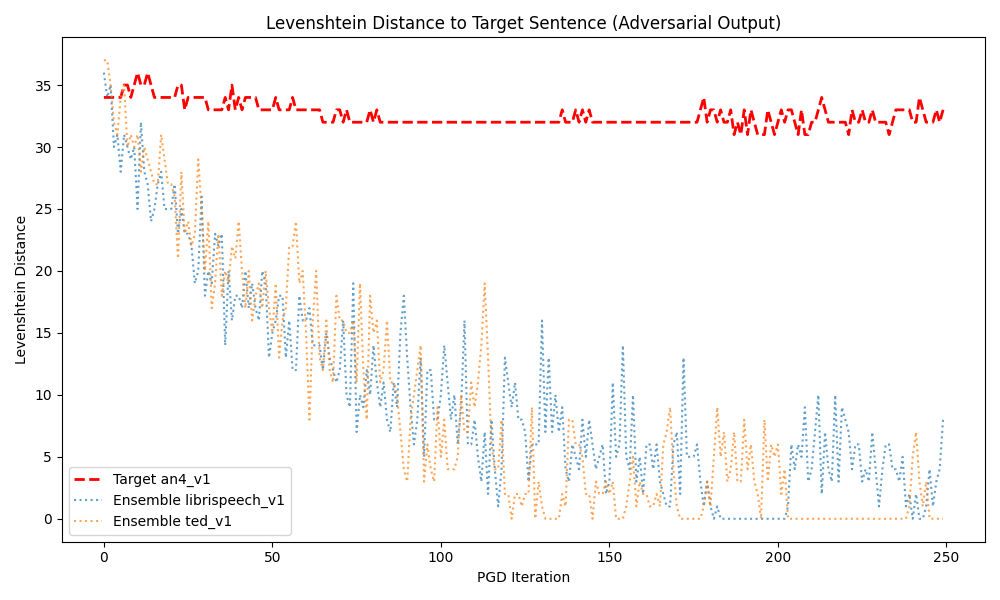 Levenshtein Distance to Target Sentence (Adversarial Output)
Levenshtein Distance
35
30
25
20
15
10
5
0
Target an4_v1
Ensemble librispeech_v1
Ensemble ted_v1
0 50 100 150 200 250
PGD Iteration